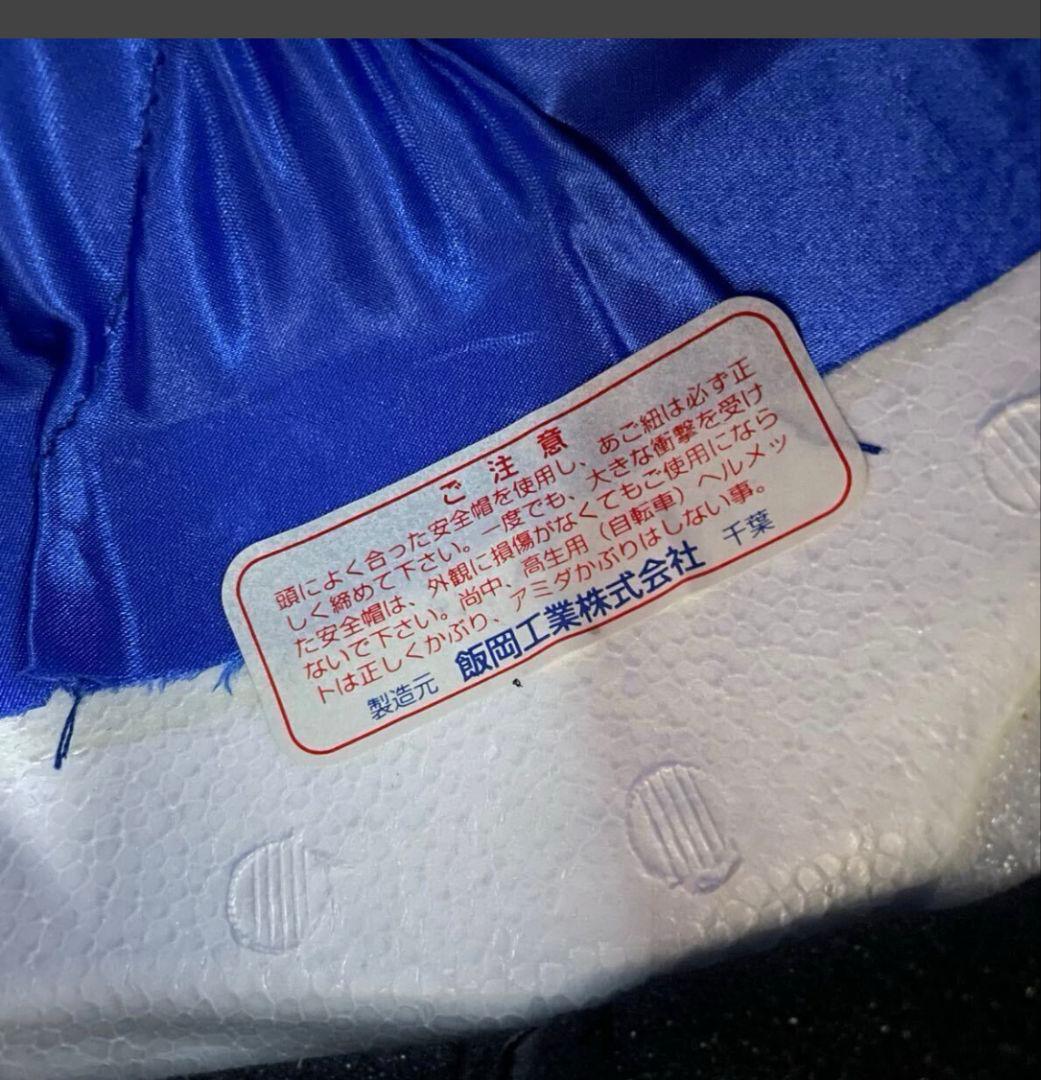 ご注意
頭によく合った安全帽を使用し、あご紐は必ず正
しく締めて下さい。一度でも、大きな衝撃を受け
た安全帽は、外観に損傷がなくてもご使用になら
ないで下さい。尚中、高生用（自転車）ヘルメッ
トは正しくかぶり、アミダかぶりはしない事。
製造元 飯岡工業株式会社 千葉